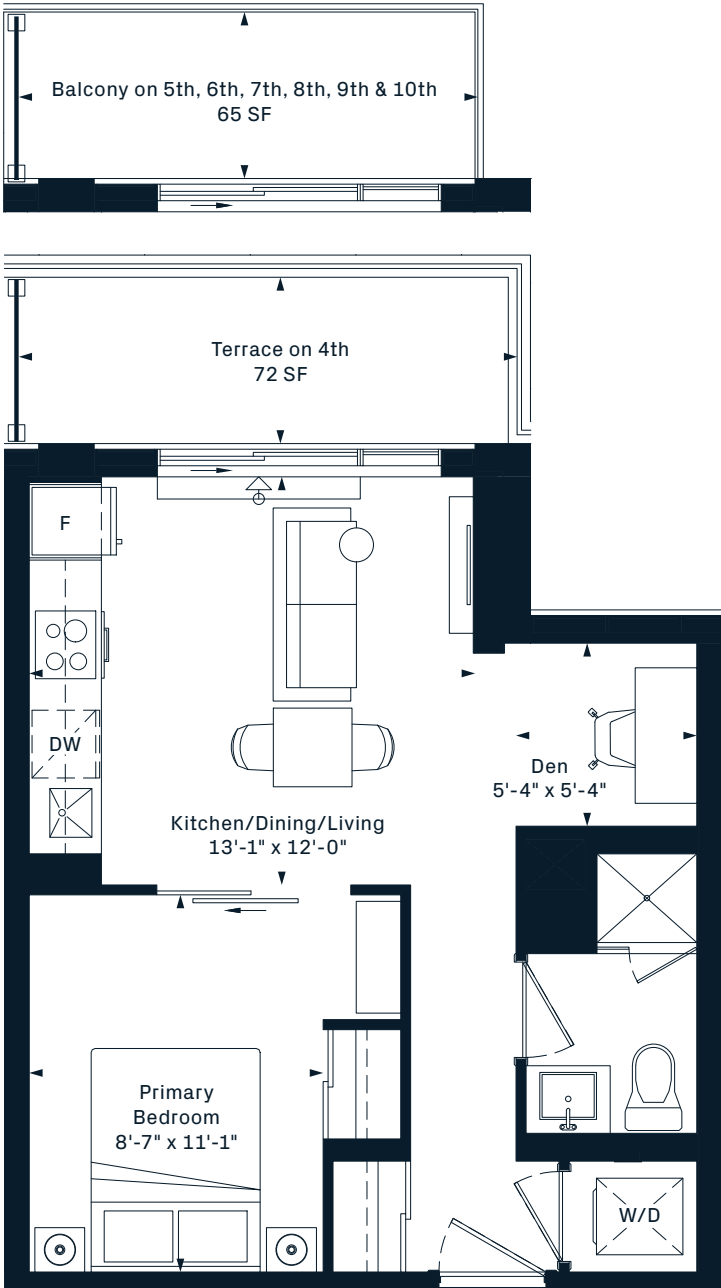 Balcony on 5th, 6th, 7th, 8th, 9th & 10th
65 SF
Terrace on 4th
72 SF
F
DW
Den
5'-4" x 5'-4"
Kitchen/Dining/Living
13'-1" x 12'-0"
Primary
Bedroom
8'-7" x 11'-1"
W/D